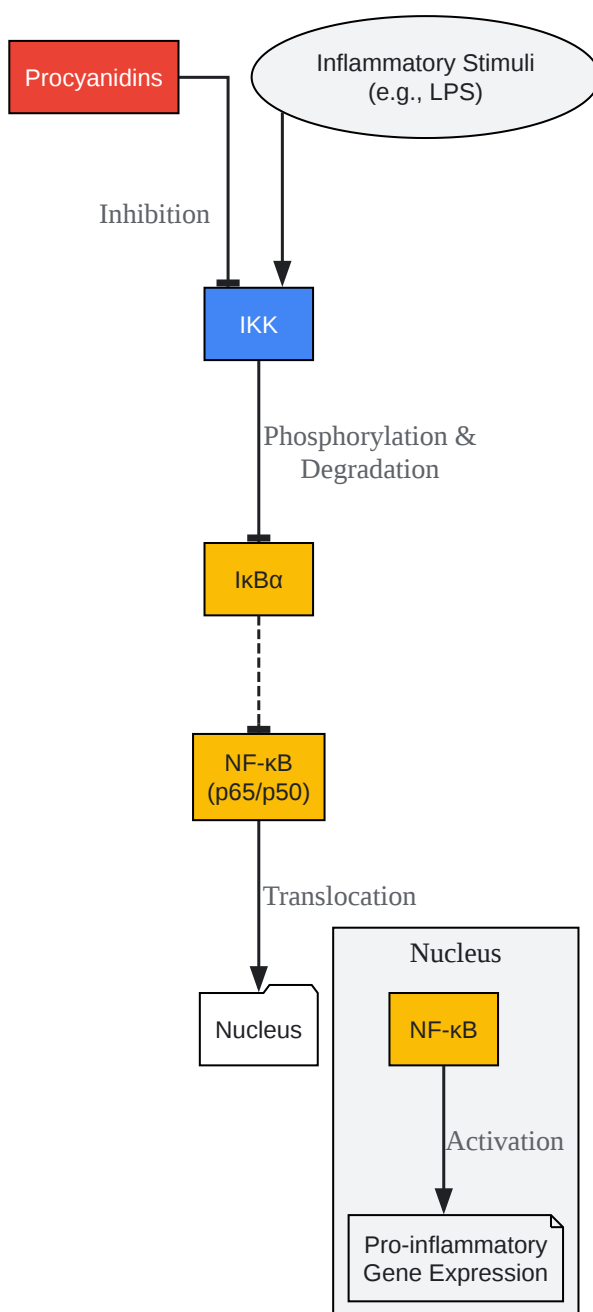 Procyanidins
Inflammatory Stimuli
(e.g., LPS)
Inhibition
IKK
Phosphorylation &
Degradation
IκBα
NF-κB
(p65/p50)
Translocation
Nucleus
Nucleus
NF-κB
Activation
Pro-inflammatory
Gene Expression